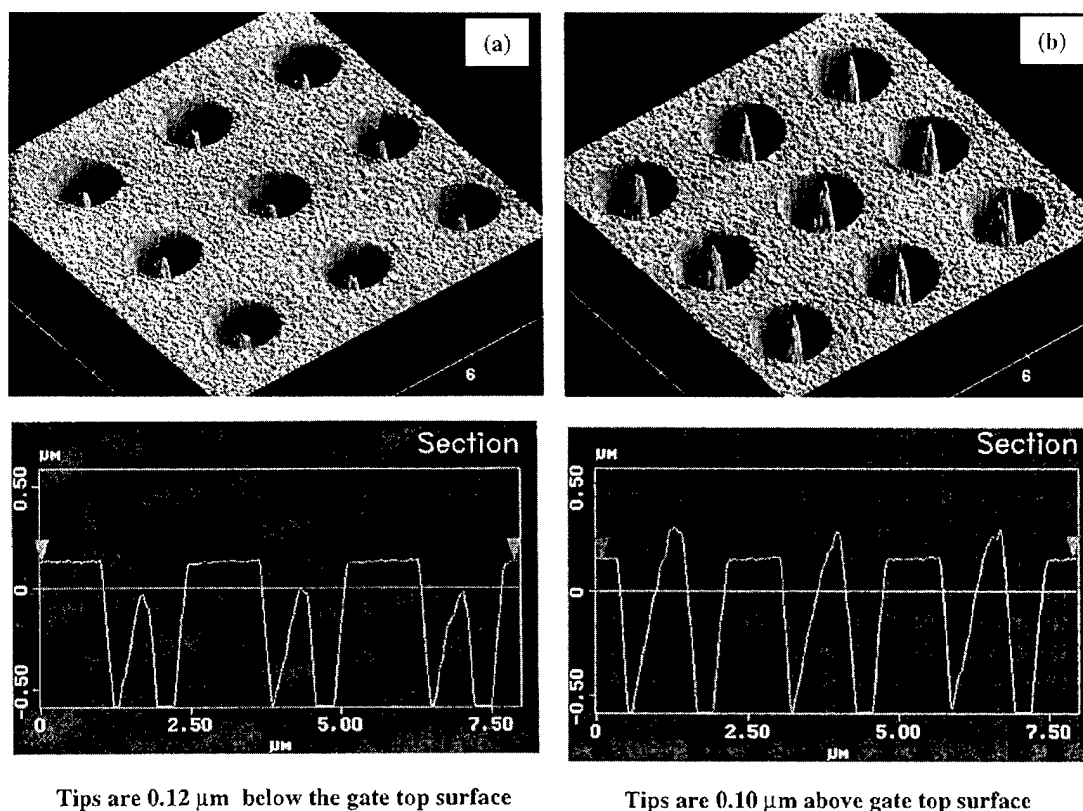 (a)
(b)
6
6
Section
µM
0.50
0
-0.50
0
2.50
5.00
7.50
µM
Section
µM
0.50
0
-0.50
0
2.50
5.00
7.50
µM
Tips are 0.12 µm below the gate top surface
Tips are 0.10 µm above gate top surface